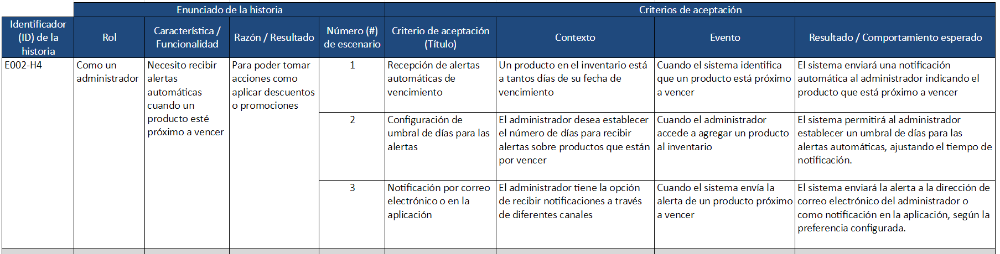 Enunciado de la historia
Criterios de aceptación
Identificador
(ID) de la
historia
Rol
Característica /
Funcionalidad
Razón / Resultado
Número (#)
de escenario
Criterio de aceptación
(Título)
Contexto
Evento
Resultado / Comportamiento esperado
E002-H4
Como un
administrador
Necesito recibir
alertas
automáticas
cuando un
producto esté
próximo a vencer
Para poder tomar
acciones como
aplicar descuentos
o promociones
1
Recepción de alertas
automáticas de
vencimiento
Un producto en el inventario está
a tantos días de su fecha de
vencimiento
Cuando el sistema identifica
que un producto está próximo
a vencer
El sistema enviará una notificación
automática al administrador indicando el
producto que está próximo a vencer
2
Configuración de
umbral de días para las
alertas
El administrador desea establecer
el número de días para recibir
alertas sobre productos que están
por vencer
Cuando el administrador
accede a agregar un producto
al inventario
El sistema permitirá al administrador
establecer un umbral de días para las
alertas automáticas, ajustando el tiempo de
notificación.
3
Notificación por correo
electrónico o en la
aplicación
El administrador tiene la opción
de recibir notificaciones a través
de diferentes canales
Cuando el sistema envía la
alerta de un producto próximo
a vencer
El sistema enviará la alerta a la dirección de
correo electrónico del administrador o
como notificación en la aplicación, según la
preferencia configurada.